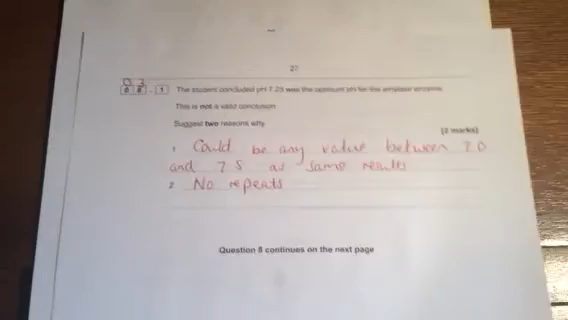 27
0 3
0 8 . 1 The student concluded pH 7.25 was the optimum pH for the amylase enzyme.
This is not a valid conclusion.
Suggest two reasons why.
[2 marks]
1 Could be any value between 7.0
and 7.5 as same results
2 No repeats
Question 8 continues on the next page